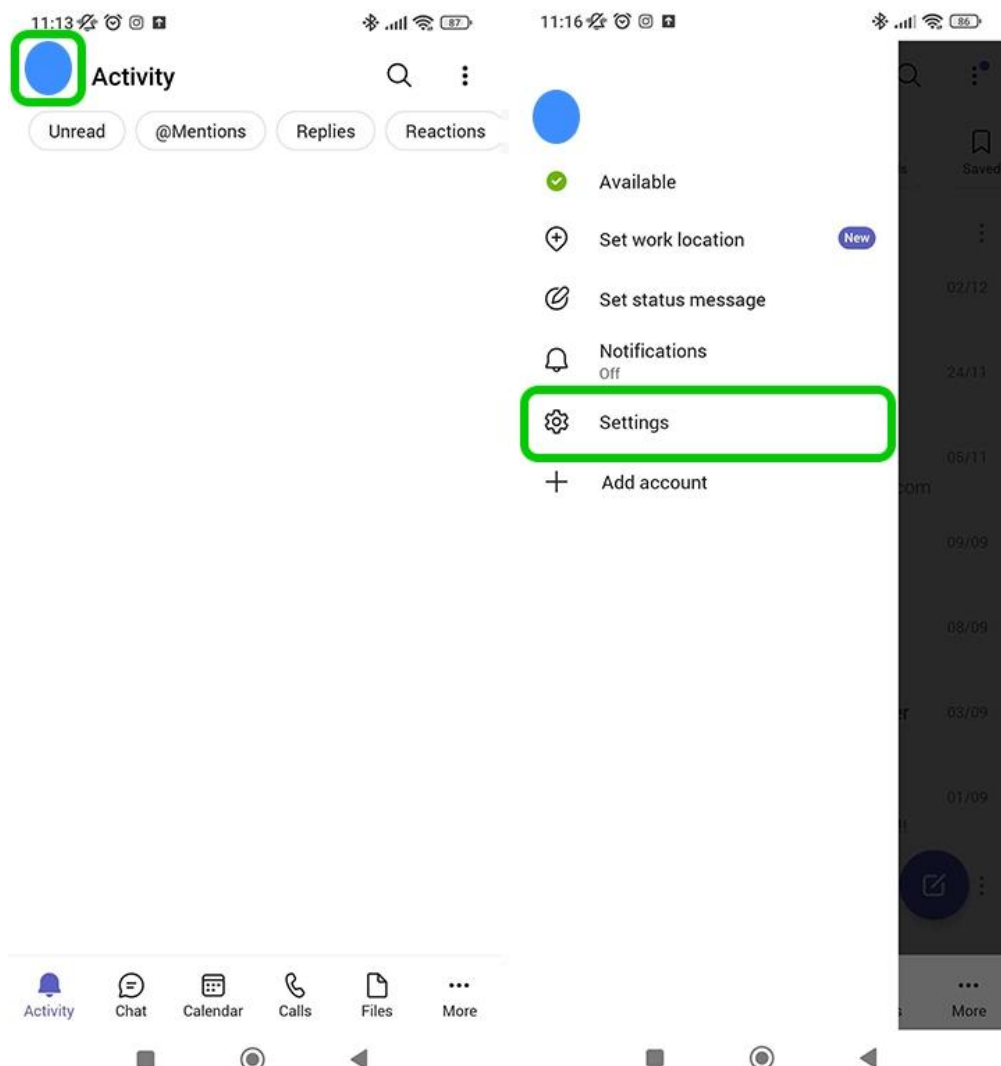 11:13
87
Activity
Unread
@Mentions
Replies
Reactions
Activity
Chat
Calendar
Calls
Files
More
11:16
86
Available
Set work location
New
Set status message
Notifications
Off
Settings
Add account
Saved
02/12
24/11
05/11
com
09/09
08/09
er
03/09
01/09
!!
More